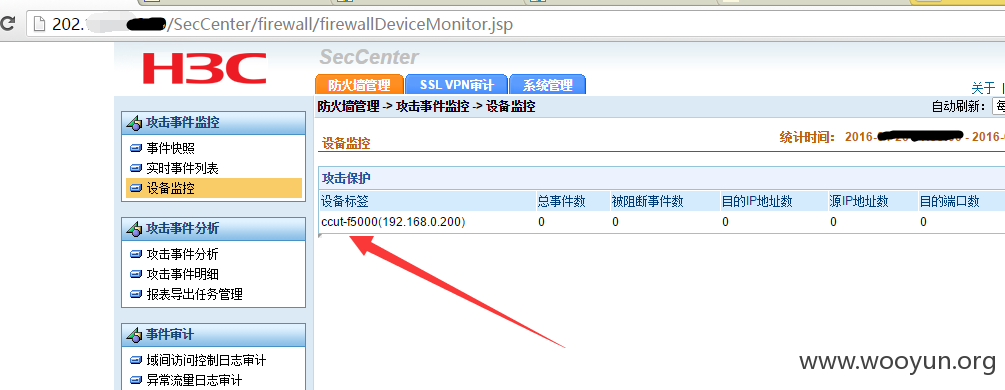 202. /SecCenter/firewall/firewallDeviceMonitor.jsp
H3C
SecCenter
防火墙管理 SSL VPN审计 系统管理
关于 |
防火墙管理 -> 攻击事件监控 -> 设备监控
自动刷新：
攻击事件监控
事件快照
实时事件列表
设备监控
攻击事件分析
攻击事件分析
攻击事件明细
报表导出任务管理
事件审计
域间访问控制日志审计
异常流量日志审计
设备监控
统计时间： 2016- - 2016-
攻击保护
设备标签 总事件数 被阻断事件数 目的IP地址数 源IP地址数 目的端口数
ccut-f5000(192.168.0.200) 0 0 0 0 0
www.wooyun.org